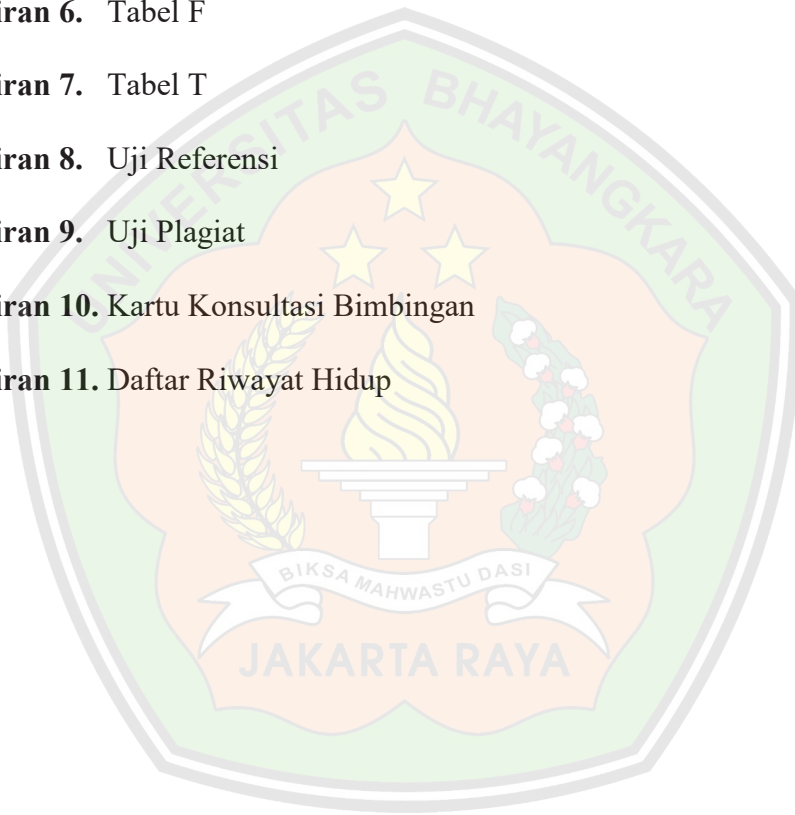 iran 6. Tabel F
iran 7. Tabel T
iran 8. Uji Referensi
iran 9. Uji Plagiat
iran 10. Kartu Konsultasi Bimbingan
iran 11. Daftar Riwayat Hidup
UNIVERSITAS BHAYANGKARA
BIKSA MAHWASTU DASI
JAKARTA RAYA